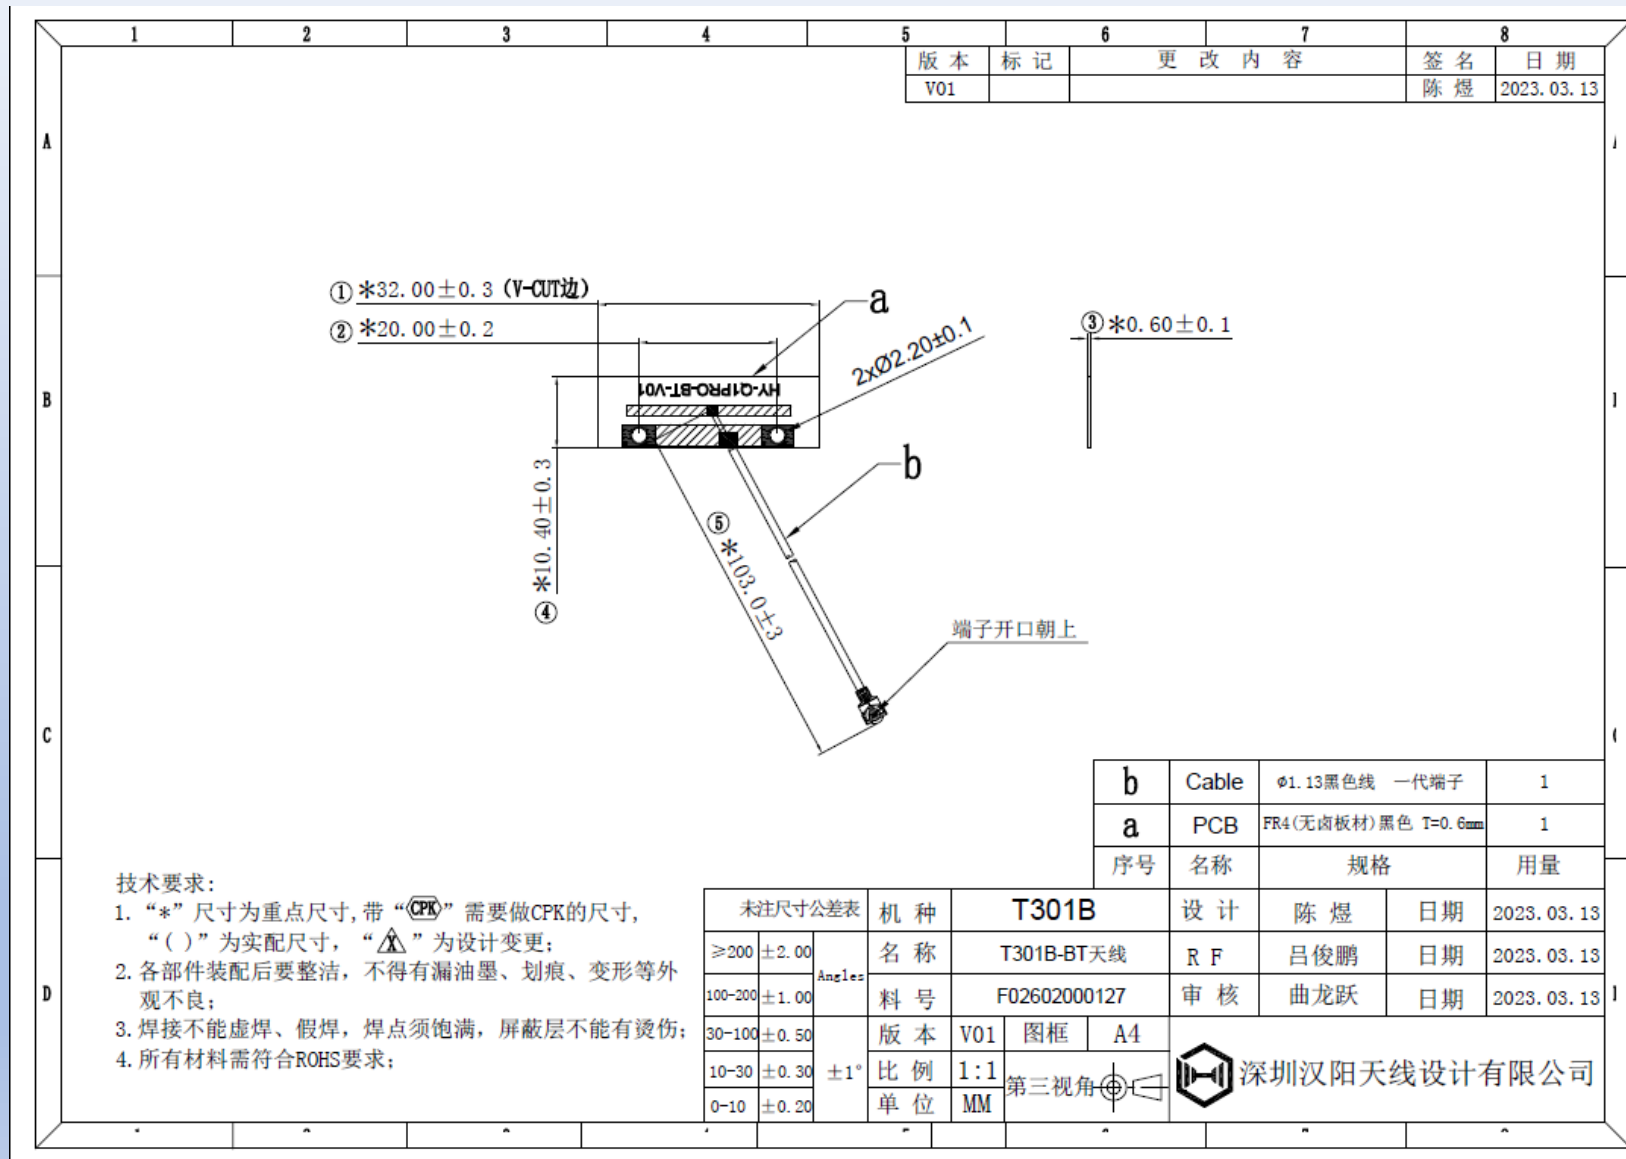 1 2 3 4 5 6 7 8
版本 标记 更改内容 签名 日期
V01 陈煜 2023.03.13
A
B
C
D
① *32.00±0.3 (V-CUT边)
② *20.00±0.2
a
2xØ2.20±0.1
③ *0.60±0.1
HY-Q1PRO-BT-V01
b
④ *10.40±0.3
⑤ *103.0±3
端子开口朝上
b Cable φ1.13黑色线 一代端子 1
a PCB FR4(无卤板材)黑色 T=0.6mm 1
序号 名称 规格 用量
技术要求:
1. “*” 尺寸为重点尺寸,带 “CPK” 需要做CPK的尺寸,
“( )” 为实配尺寸, “X” 为设计变更;
2. 各部件装配后要整洁, 不得有漏油墨、划痕、变形等外
观不良;
3. 焊接不能虚焊、假焊, 焊点须饱满, 屏蔽层不能有烫伤;
4. 所有材料需符合ROHS要求;
未注尺寸公差表 机种 T301B 设计 陈煜 日期 2023.03.13
≥200 ±2.00 Angles 名称 T301B-BT天线 RF 吕俊鹏 日期 2023.03.13
100-200 ±1.00 料号 F02602000127 审核 曲龙跃 日期 2023.03.13
30-100 ±0.50 版本 V01 图框 A4
10-30 ±0.30 ±1° 比例 1:1 第三视角
0-10 ±0.20 单位 MM
深圳汉阳天线设计有限公司